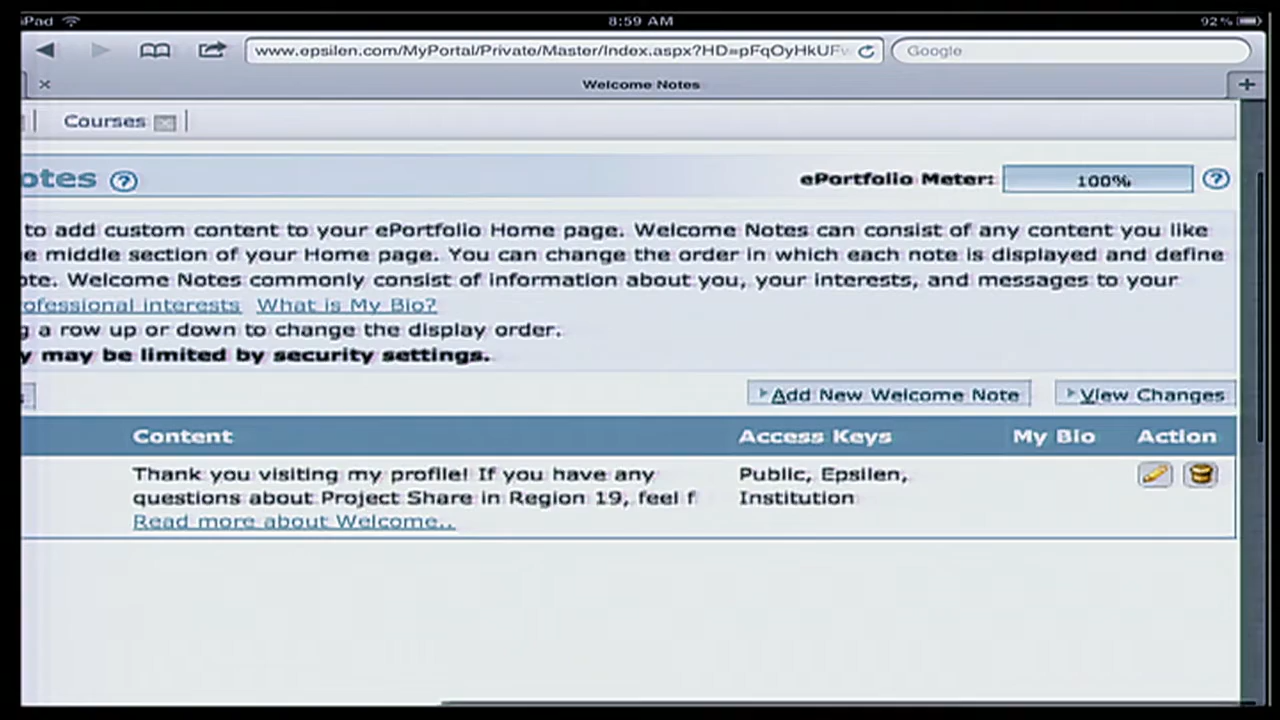 iPad 8:59 AM 92%
www.epsilen.com/MyPortal/Private/Master/Index.aspx?HD=pFqOyHkUF Google
Welcome Notes
Courses
otes ? ePortfolio Meter: 100% ?
to add custom content to your ePortfolio Home page. Welcome Notes can consist of any content you like
e middle section of your Home page. You can change the order in which each note is displayed and define
ote. Welcome Notes commonly consist of information about you, your interests, and messages to your
ofessional interests What is My Bio?
g a row up or down to change the display order.
y may be limited by security settings.
Add New Welcome Note View Changes
Content Access Keys My Bio Action
Thank you visiting my profile! If you have any Public, Epsilen,
questions about Project Share in Region 19, feel f Institution
Read more about Welcome..